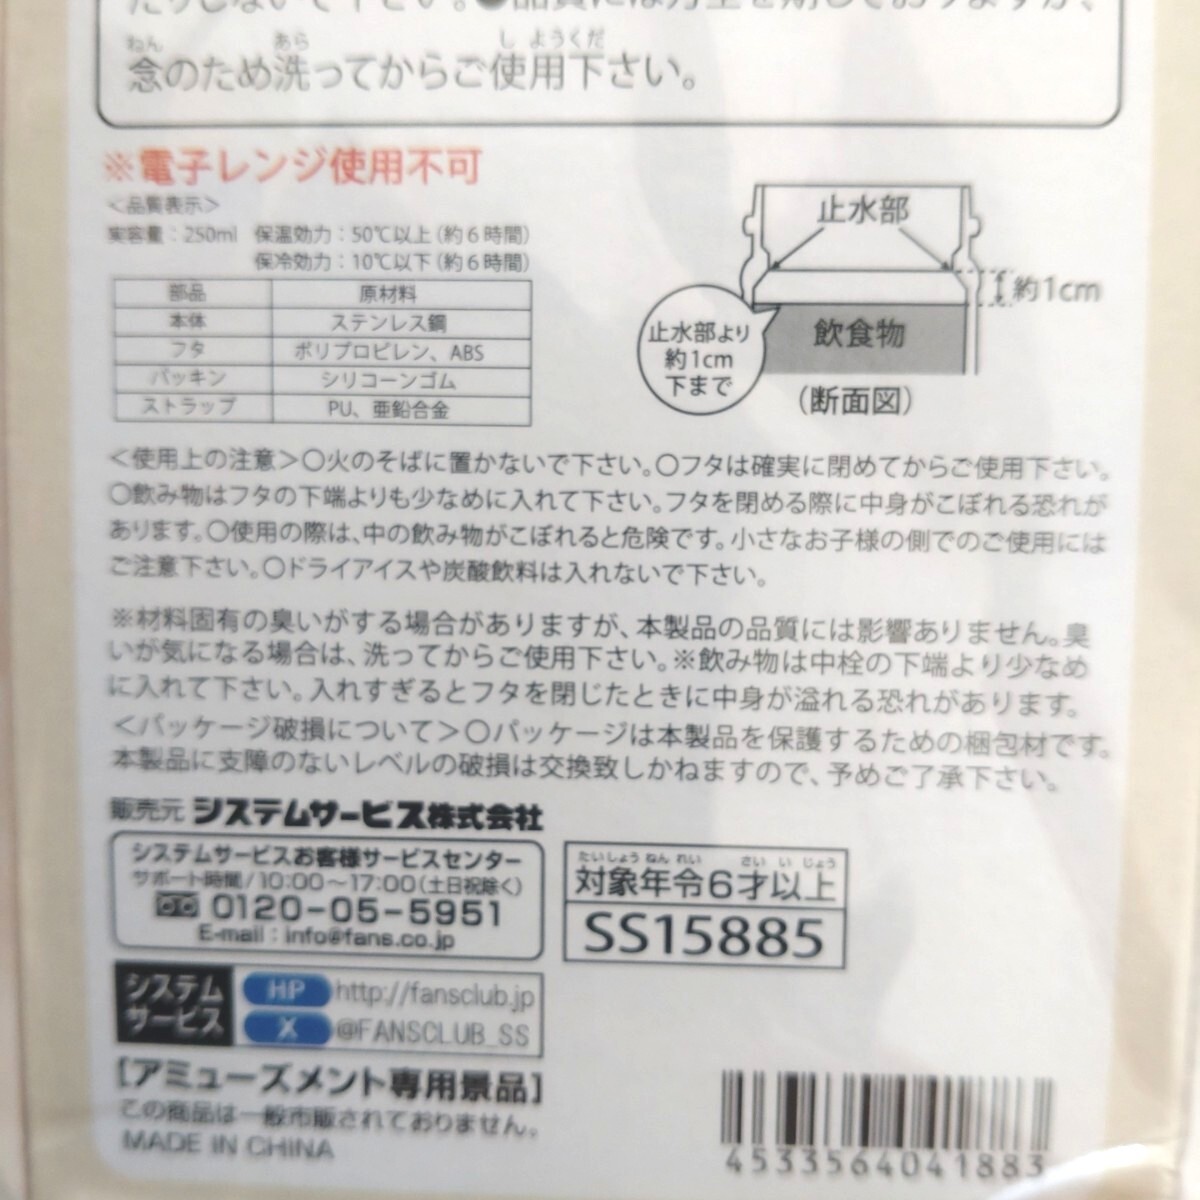 念のため洗ってからご使用下さい。
※電子レンジ使用不可
＜品質表示＞
実容量：250ml　保温効力：50℃以上(約６時間)
保冷効力：10℃以下(約６時間)
部品　原材料
本体　ステンレス鋼
フタ　ポリプロピレン、ABS
パッキン　シリコーンゴム
ストラップ　PU、亜鉛合金
止水部
約1cm
止水部より
約1cm
下まで
飲食物
(断面図)
＜使用上の注意＞○火のそばに置かないで下さい。○フタは確実に閉めてからご使用下さい。
○飲み物はフタの下端よりも少なめに入れて下さい。フタを閉める際に中身がこぼれる恐れが
あります。○使用の際は、中の飲み物がこぼれると危険です。小さなお子様の側でのご使用には
ご注意下さい。○ドライアイスや炭酸飲料は入れないで下さい。
※材料固有の臭いがする場合がありますが、本製品の品質には影響ありません。臭
いが気になる場合は、洗ってからご使用下さい。※飲み物は中栓の下端より少なめ
に入れて下さい。入れすぎるとフタを閉じたときに中身が溢れる恐れがあります。
＜パッケージ破損について＞○パッケージは本製品を保護するための梱包材です。
本製品に支障のないレベルの破損は交換致しかねますので、予めご了承下さい。
販売元 システムサービス株式会社
システムサービスお客様サービスセンター
サポート時間/10:00～17:00(土日祝除く)
0120-05-5951
E-mail：info@fans.co.jp
対象年令6才以上
SS15885
システム
サービス
HP http://fansclub.jp
X @FANSCLUB_SS
[アミューズメント専用景品]
この商品は一般市販されておりません。
MADE IN CHINA
4533564041883